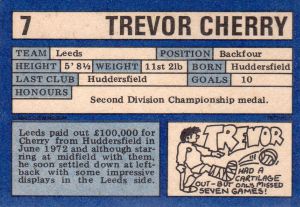 7 TREVOR CHERRY
TEAM Leeds POSITION Backfour
HEIGHT 5' 8½ WEIGHT 11st 2lb BORN Huddersfield
LAST CLUB Huddersfield GOALS 10
HONOURS
Second Division Championship medal.
Leeds paid out £100,000 for
Cherry from Huddersfield in
June 1972 and although star-
ring at midfield with them,
he soon settled down at left-
back with some impressive
displays in the Leeds side.
TREVOR
HAD A
CARTILAGE
OUT-BUT ONLY MISSED
SEVEN GAMES!